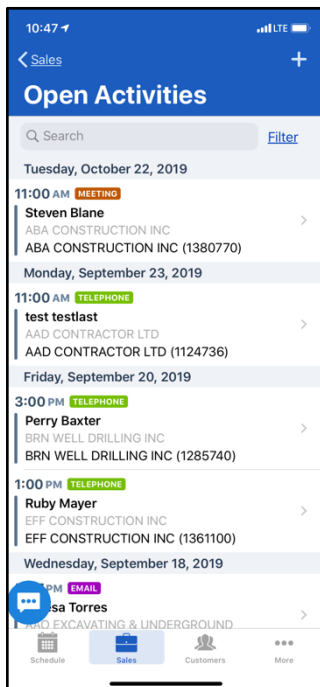 10:47
LTE
Sales
+
Open Activities
Search
Filter
Tuesday, October 22, 2019
11:00 AM MEETING
Steven Blane
ABA CONSTRUCTION INC
ABA CONSTRUCTION INC (1380770)
Monday, September 23, 2019
11:00 AM TELEPHONE
test testlast
AAD CONTRACTOR LTD
AAD CONTRACTOR LTD (1124736)
Friday, September 20, 2019
3:00 PM TELEPHONE
Perry Baxter
BRN WELL DRILLING INC
BRN WELL DRILLING INC (1285740)
1:00 PM TELEPHONE
Ruby Mayer
EFF CONSTRUCTION INC
EFF CONSTRUCTION INC (1361100)
Wednesday, September 18, 2019
PM EMAIL
Torres
AAD EXCAVATING & UNDERGROUND
Schedule
Sales
Customers
More